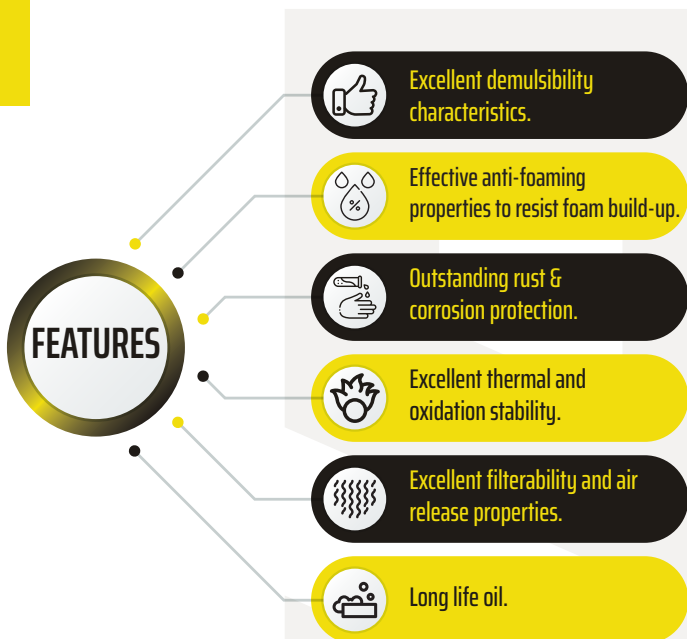 FEATURES
Excellent demulsibility
characteristics.
%
Effective anti-foaming
properties to resist foam build-up.
Outstanding rust &
corrosion protection.
Excellent thermal and
oxidation stability.
Excellent filterability and air
release properties.
Long life oil.